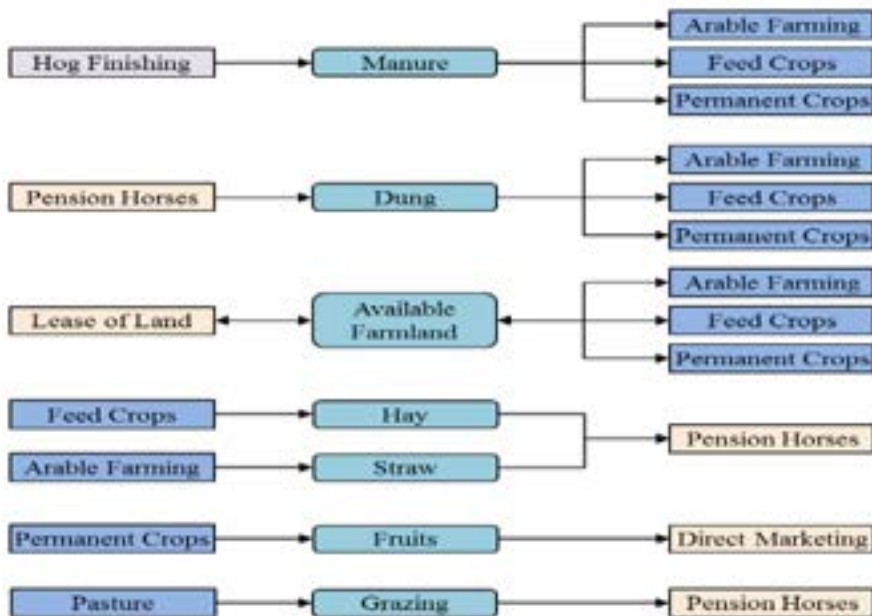 Arable Farming
Hog Finishing
Manure
Feed Crops
Permanent Crops
Arable Farming
Pension Horses
Dung
Feed Crops
Permanent Crops
Arable Farming
Lease of Land
Available
Farmland
Feed Crops
Permanent Crops
Feed Crops
Hay
Pension Horses
Arable Farming
Straw
Permanent Crops
Fruits
Direct Marketing
Pasture
Grazing
Pension Horses